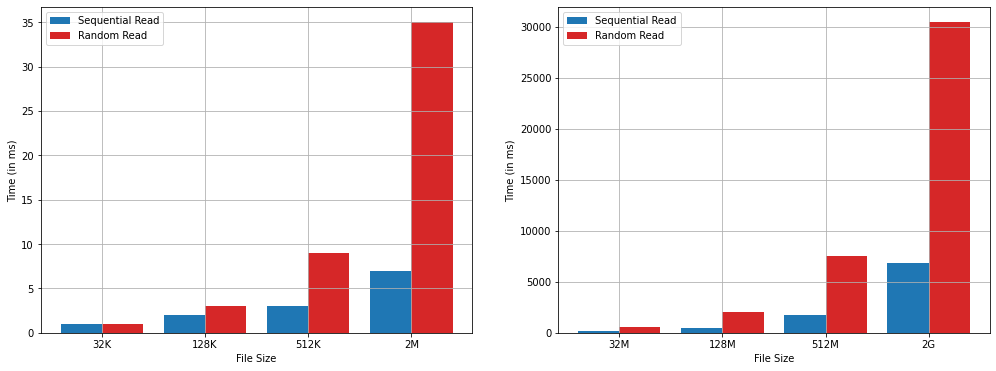 Sequential Read
Random Read
35
30
25
20
15
10
5
0
Time (in ms)
32K 128K 512K 2M
File Size
Sequential Read
Random Read
30000
25000
20000
15000
10000
5000
0
Time (in ms)
32M 128M 512M 2G
File Size